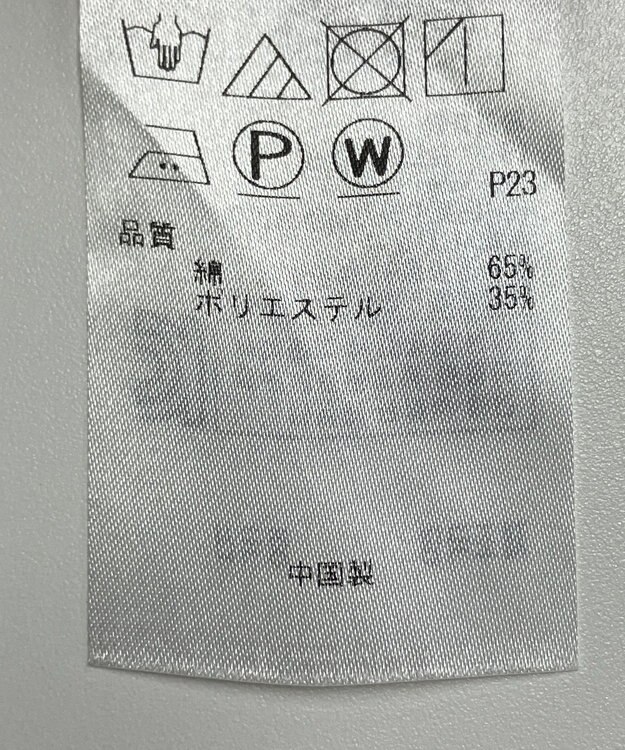 P W
P23
品質
綿 65%
ポリエステル 35%
中国製